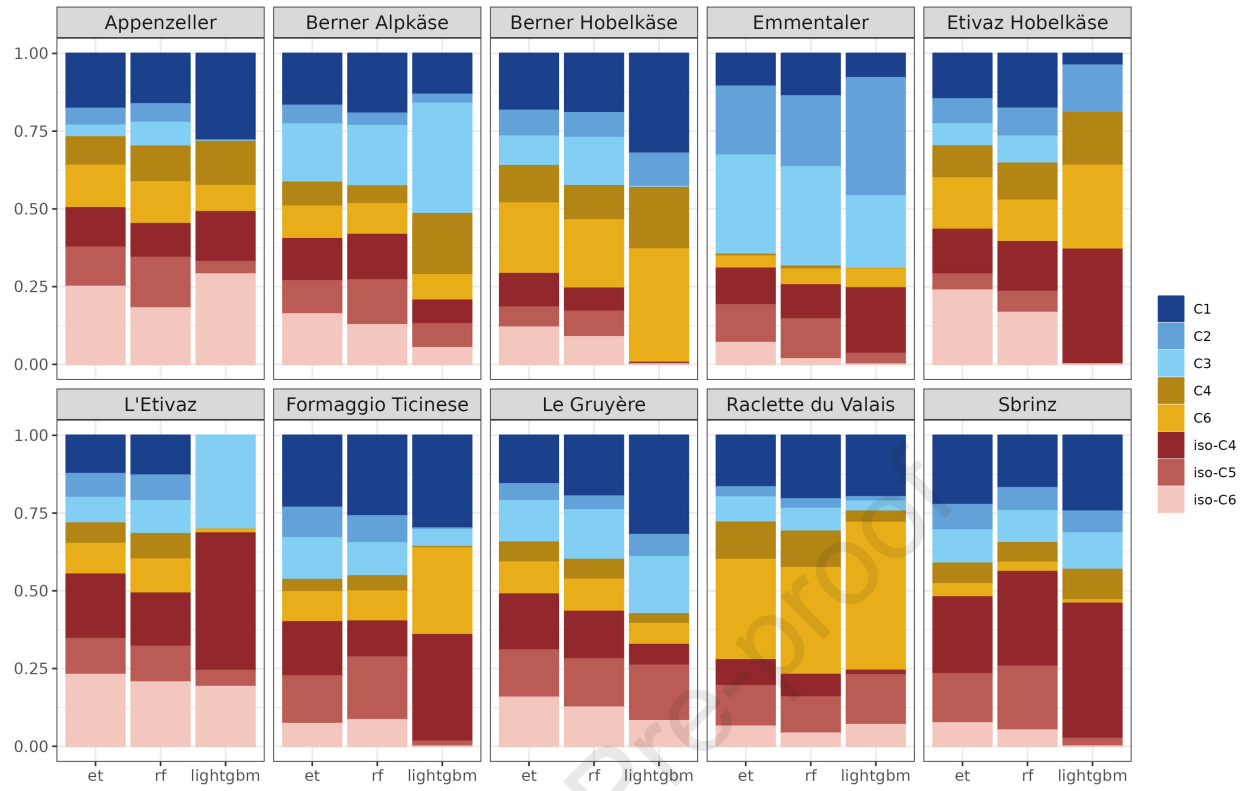 Appenzeller Berner Alpkäse Berner Hobelkäse Emmentaler Etivaz Hobelkäse
1.00
0.75
0.50
0.25
0.00
C1
C2
C3
C4
C6
iso-C4
iso-C5
iso-C6
L'Etivaz Formaggio Ticinese Le Gruyère Raclette du Valais Sbrinz
1.00
0.75
0.50
0.25
0.00
et rf lightgbm et rf lightgbm et rf lightgbm et rf lightgbm et rf lightgbm
Pre-proof